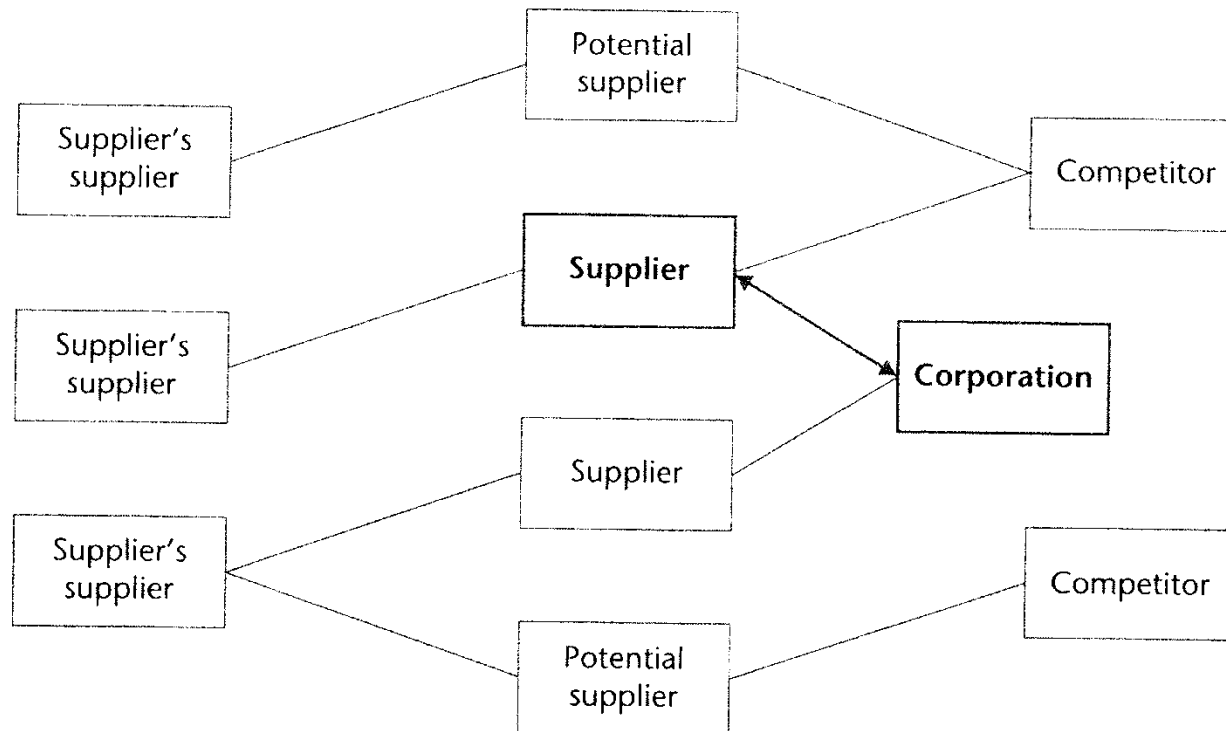 Potential
supplier
Supplier's
supplier
Competitor
Supplier
Supplier's
supplier
Corporation
Supplier
Supplier's
supplier
Competitor
Potential
supplier